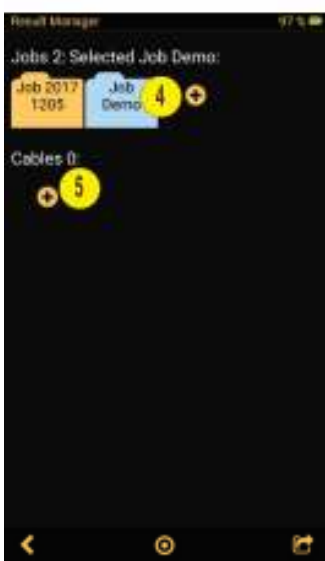 Result Manager 97 %
Jobs 2: Selected Job Demo:
Job 2017
1205
Job
Demo
4
Cables 0:
5